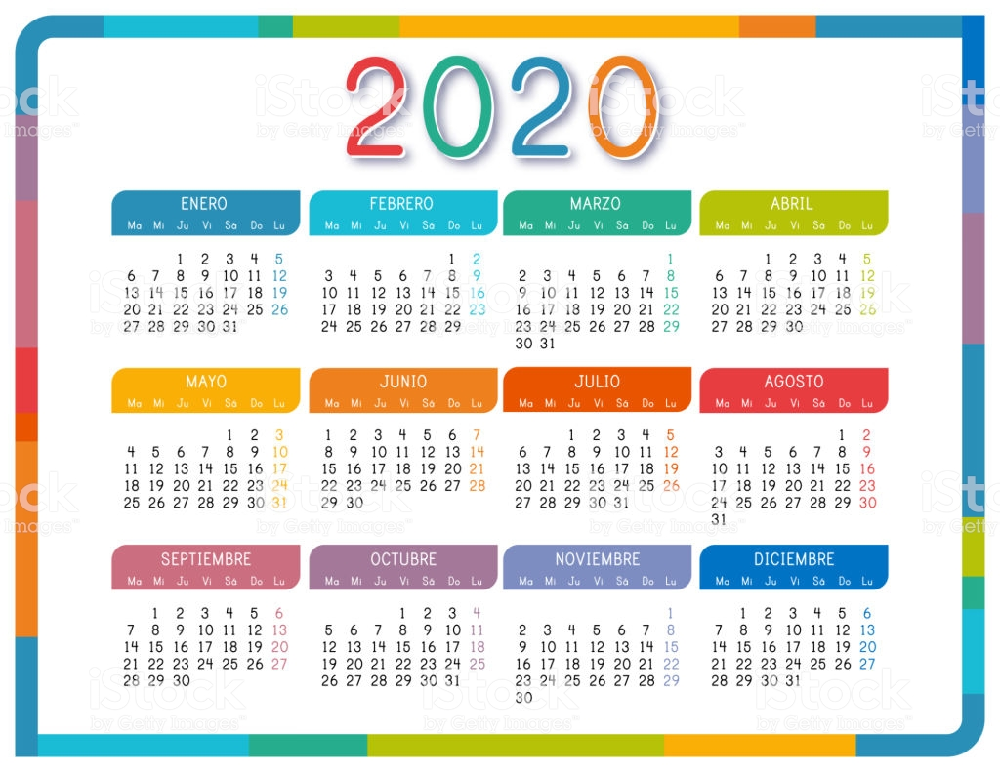 2020
iStock
by Getty Images™
ENERO
Ma Mi Ju Vi Sá Do Lu
1 2 3 4 5
6 7 8 9 10 11 12
13 14 15 16 17 18 19
20 21 22 23 24 25 26
27 28 29 30 31
FEBRERO
Ma Mi Ju Vi Sá Do Lu
1 2
3 4 5 6 7 8 9
10 11 12 13 14 15 16
17 18 19 20 21 22 23
24 25 26 27 28 29
MARZO
Ma Mi Ju Vi Sá Do Lu
1
2 3 4 5 6 7 8
9 10 11 12 13 14 15
16 17 18 19 20 21 22
23 24 25 26 27 28 29
30 31
ABRIL
Ma Mi Ju Vi Sá Do Lu
1 2 3 4 5
6 7 8 9 10 11 12
13 14 15 16 17 18 19
20 21 22 23 24 25 26
27 28 29 30
MAYO
Ma Mi Ju Vi Sá Do Lu
1 2 3
4 5 6 7 8 9 10
11 12 13 14 15 16 17
18 19 20 21 22 23 24
25 26 27 28 29 30 31
JUNIO
Ma Mi Ju Vi Sá Do Lu
1 2 3 4 5 6 7
8 9 10 11 12 13 14
15 16 17 18 19 20 21
22 23 24 25 26 27 28
29 30
JULIO
Ma Mi Ju Vi Sá Do Lu
1 2 3 4 5
6 7 8 9 10 11 12
13 14 15 16 17 18 19
20 21 22 23 24 25 26
27 28 29 30 31
AGOSTO
Ma Mi Ju Vi Sá Do Lu
1 2
3 4 5 6 7 8 9
10 11 12 13 14 15 16
17 18 19 20 21 22 23
24 25 26 27 28 29 30
31
SEPTIEMBRE
Ma Mi Ju Vi Sá Do Lu
1 2 3 4 5 6
7 8 9 10 11 12 13
14 15 16 17 18 19 20
21 22 23 24 25 26 27
28 29 30
OCTUBRE
Ma Mi Ju Vi Sá Do Lu
1 2 3 4
5 6 7 8 9 10 11
12 13 14 15 16 17 18
19 20 21 22 23 24 25
26 27 28 29 30 31
NOVIEMBRE
Ma Mi Ju Vi Sá Do Lu
1
2 3 4 5 6 7 8
9 10 11 12 13 14 15
16 17 18 19 20 21 22
23 24 25 26 27 28 29
30
DICIEMBRE
Ma Mi Ju Vi Sá Do Lu
1 2 3 4 5 6
7 8 9 10 11 12 13
14 15 16 17 18 19 20
21 22 23 24 25 26 27
28 29 30 31